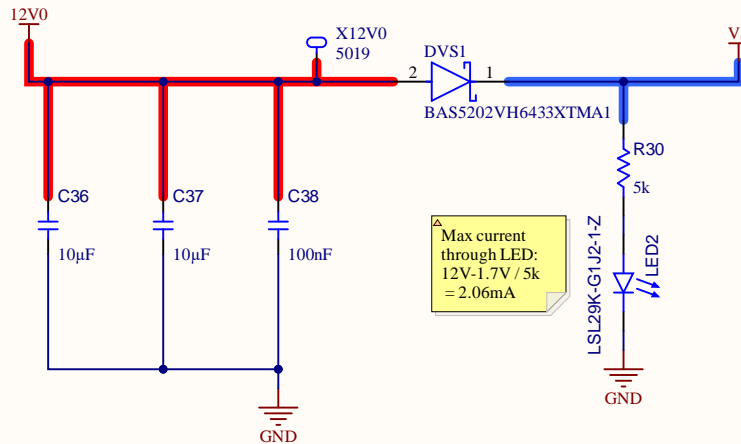 12V0
X12V0
5019
DVS1
V
2
1
BAS5202VH6433XTMA1
R30
5k
C36
C37
C38
10µF
10µF
100nF
Max current
through LED:
12V-1.7V / 5k
= 2.06mA
LSL29K-G1J2-1-Z
LED2
GND
GND